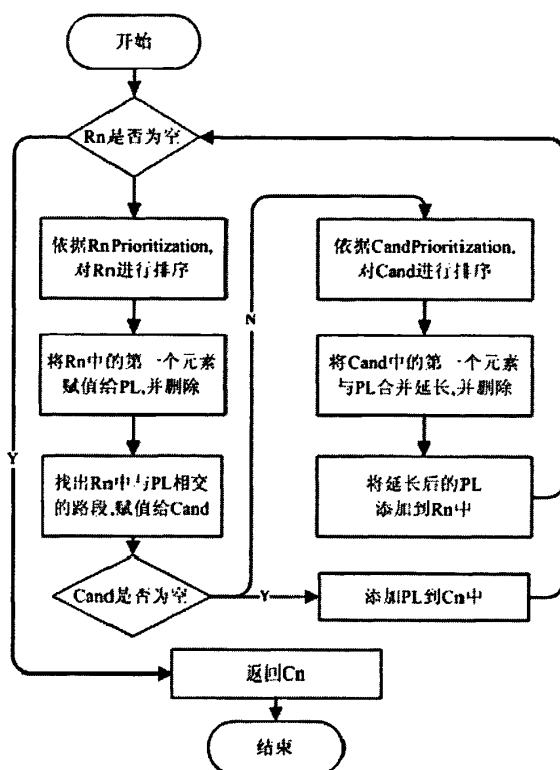 开始
Rn是否为空
依据RnPrioritization,
对Rn进行排序
将Rn中的第一个元素
赋值给PL,并删除
找出Rn中与PL相交
的路段,赋值给Cand
Cand是否为空
N
依据CandPrioritization,
对Cand进行排序
将Cand中的第一个元素
与PL合并延长,并删除
将延长后的PL
添加到Rn中
Y
添加PL到Cn中
Y
返回Cn
结束